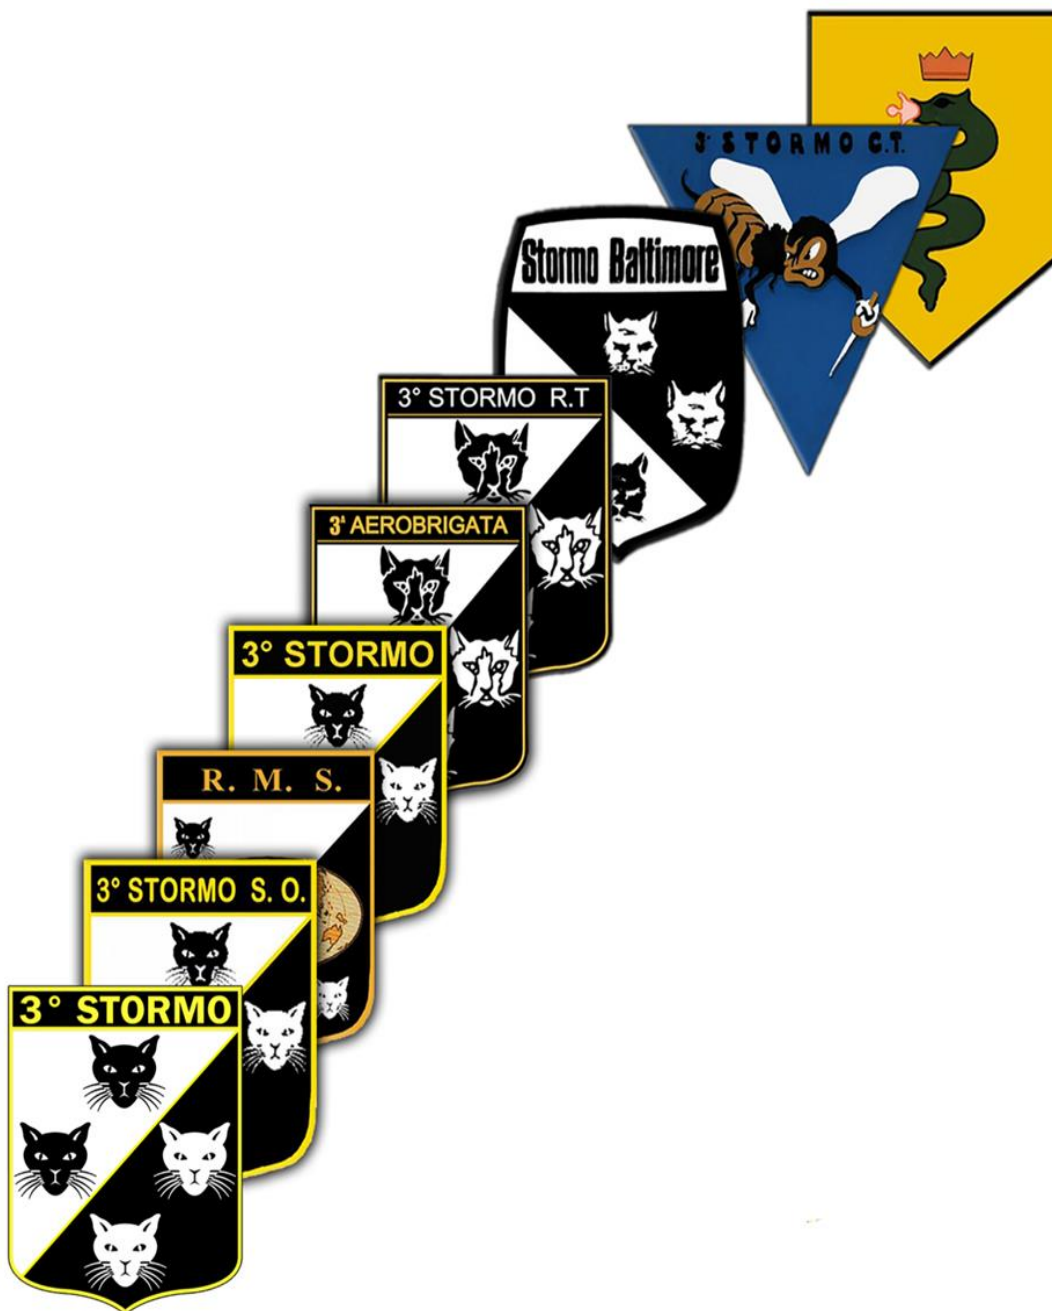 3° STORMO C.T.
Stormo Baltimore
3° STORMO R.T
3ª AEROBRIGATA
3° STORMO
R. M. S.
3° STORMO S. O.
3° STORMO